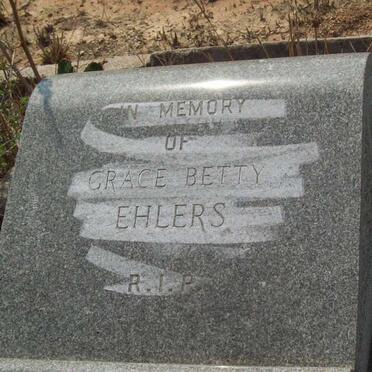 IN MEMORY
OF
GRACE BETTY
EHLERS
R.I.P.